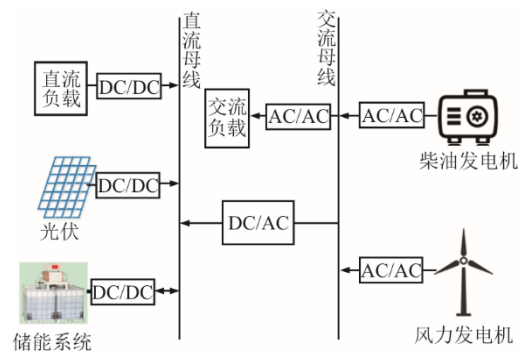 直流母线
交流母线
直流
负载
DC/DC
交流
负载
AC/AC
AC/AC
柴油发电机
DC/DC
光伏
DC/AC
DC/DC
储能系统
AC/AC
风力发电机